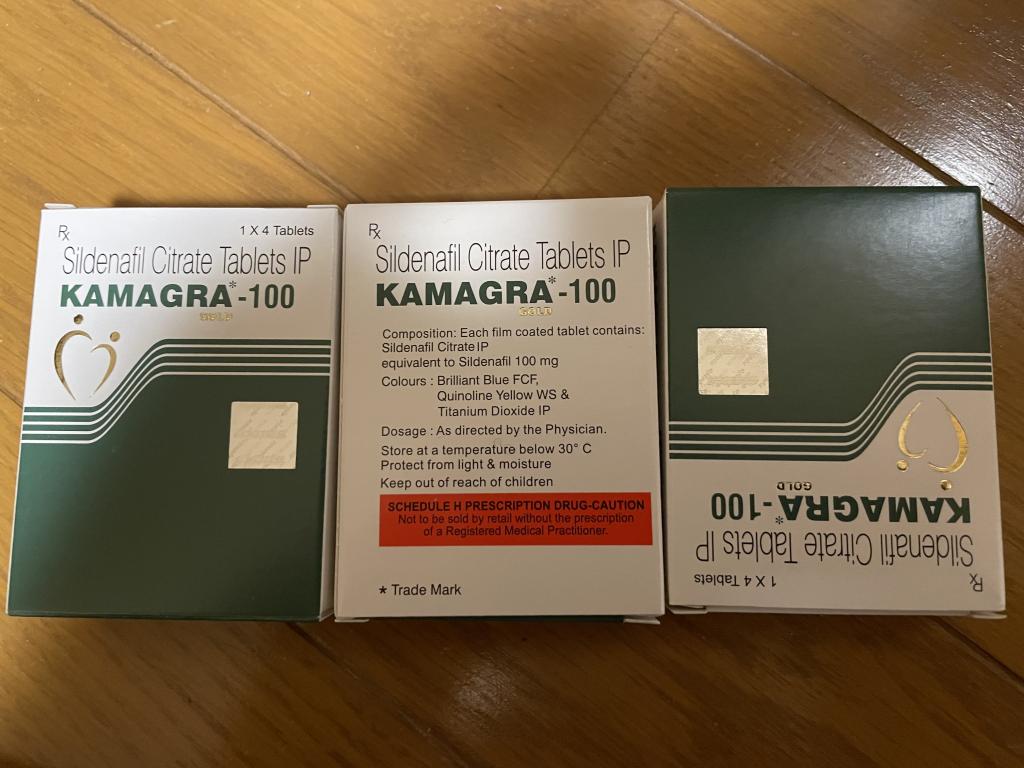 Rx
1 X 4 Tablets
Sildenafil Citrate Tablets IP
KAMAGRA*-100
GOLD
Rx
Sildenafil Citrate Tablets IP
KAMAGRA*-100
GOLD
Composition: Each film coated tablet contains:
Sildenafil Citrate IP
equivalent to Sildenafil 100 mg
Colours : Brilliant Blue FCF,
Quinoline Yellow WS &
Titanium Dioxide IP
Dosage : As directed by the Physician.
Store at a temperature below 30° C
Protect from light & moisture
Keep out of reach of children
SCHEDULE H PRESCRIPTION DRUG-CAUTION
Not to be sold by retail without the prescription
of a Registered Medical Practitioner.
* Trade Mark
Rx
1 X 4 Tablets
Sildenafil Citrate Tablets IP
KAMAGRA*-100
GOLD